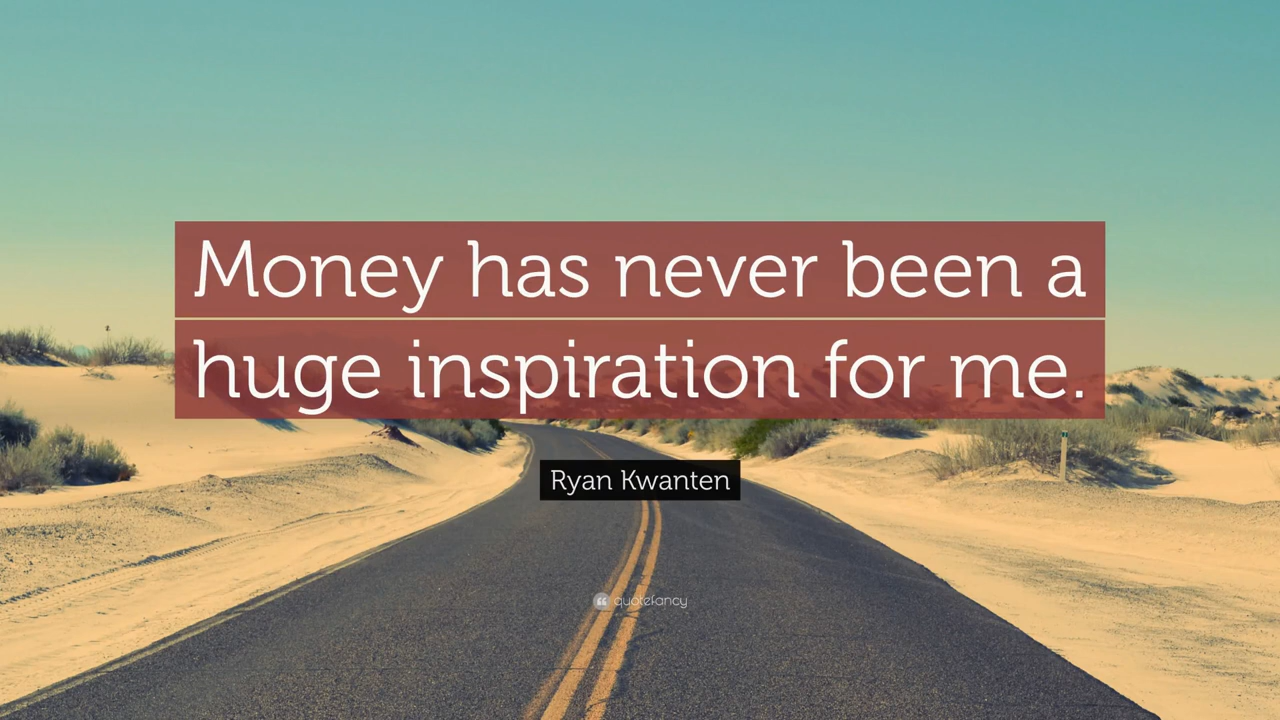 Money has never been a
huge inspiration for me.
Ryan Kwanten
quotefancy